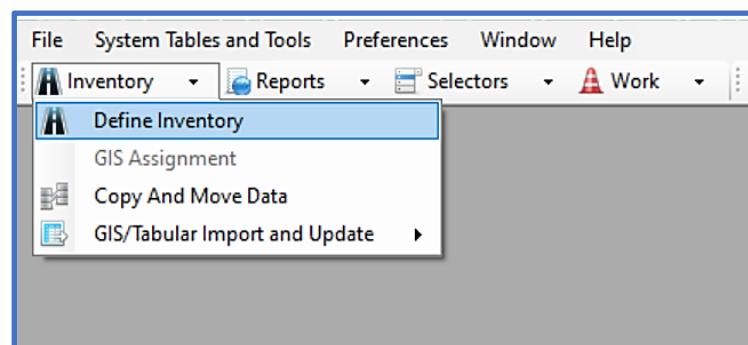 File System Tables and Tools Preferences Window Help
Inventory Reports Selectors Work
Define Inventory
GIS Assignment
Copy And Move Data
GIS/Tabular Import and Update